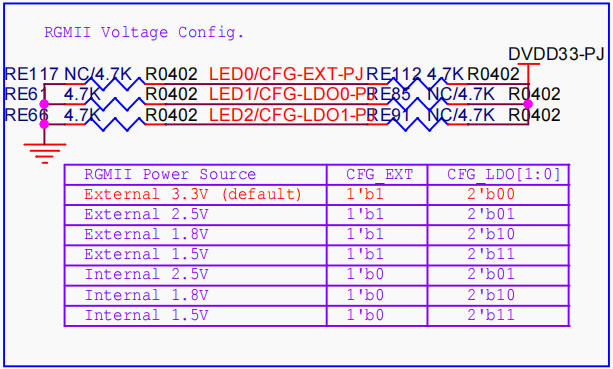 RGMII Voltage Config.
DVDD33-PJ
RE117 NC/4.7K R0402 LED0/CFG-EXT-PJ RE112 4.7K R0402
RE61 4.7K R0402 LED1/CFG-LDO0-PJ RE85 NC/4.7K R0402
RE66 4.7K R0402 LED2/CFG-LDO1-PJ RE91 NC/4.7K R0402
RGMII Power Source CFG_EXT CFG_LDO[1:0]
External 3.3V (default) 1'b1 2'b00
External 2.5V 1'b1 2'b01
External 1.8V 1'b1 2'b10
External 1.5V 1'b1 2'b11
Internal 2.5V 1'b0 2'b01
Internal 1.8V 1'b0 2'b10
Internal 1.5V 1'b0 2'b11